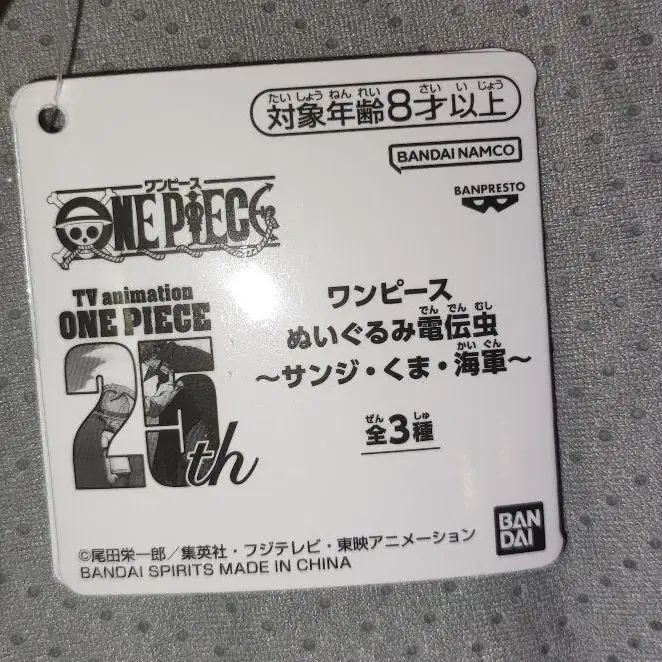 たいしょうねんれい さいいじょう
対象年齢8才以上
BANDAI NAMCO
BANPRESTO
ワンピース
ONE PIECE
TV animation
ONE PIECE
25th
ワンピース
でんでんむし
ぬいぐるみ電伝虫
かいぐん
～サンジ・くま・海軍～
ぜん しゅ
全3種
BAN
DAI
©尾田栄一郎／集英社・フジテレビ・東映アニメーション
BANDAI SPIRITS MADE IN CHINA